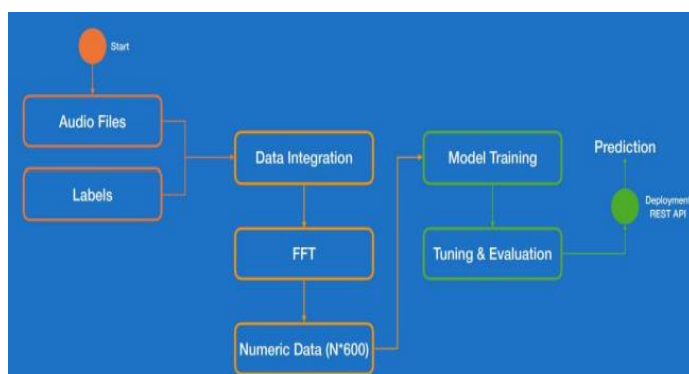 Start
Audio Files
Labels
Data Integration
FFT
Numeric Data (N*600)
Model Training
Tuning & Evaluation
Prediction
Deployment
REST API